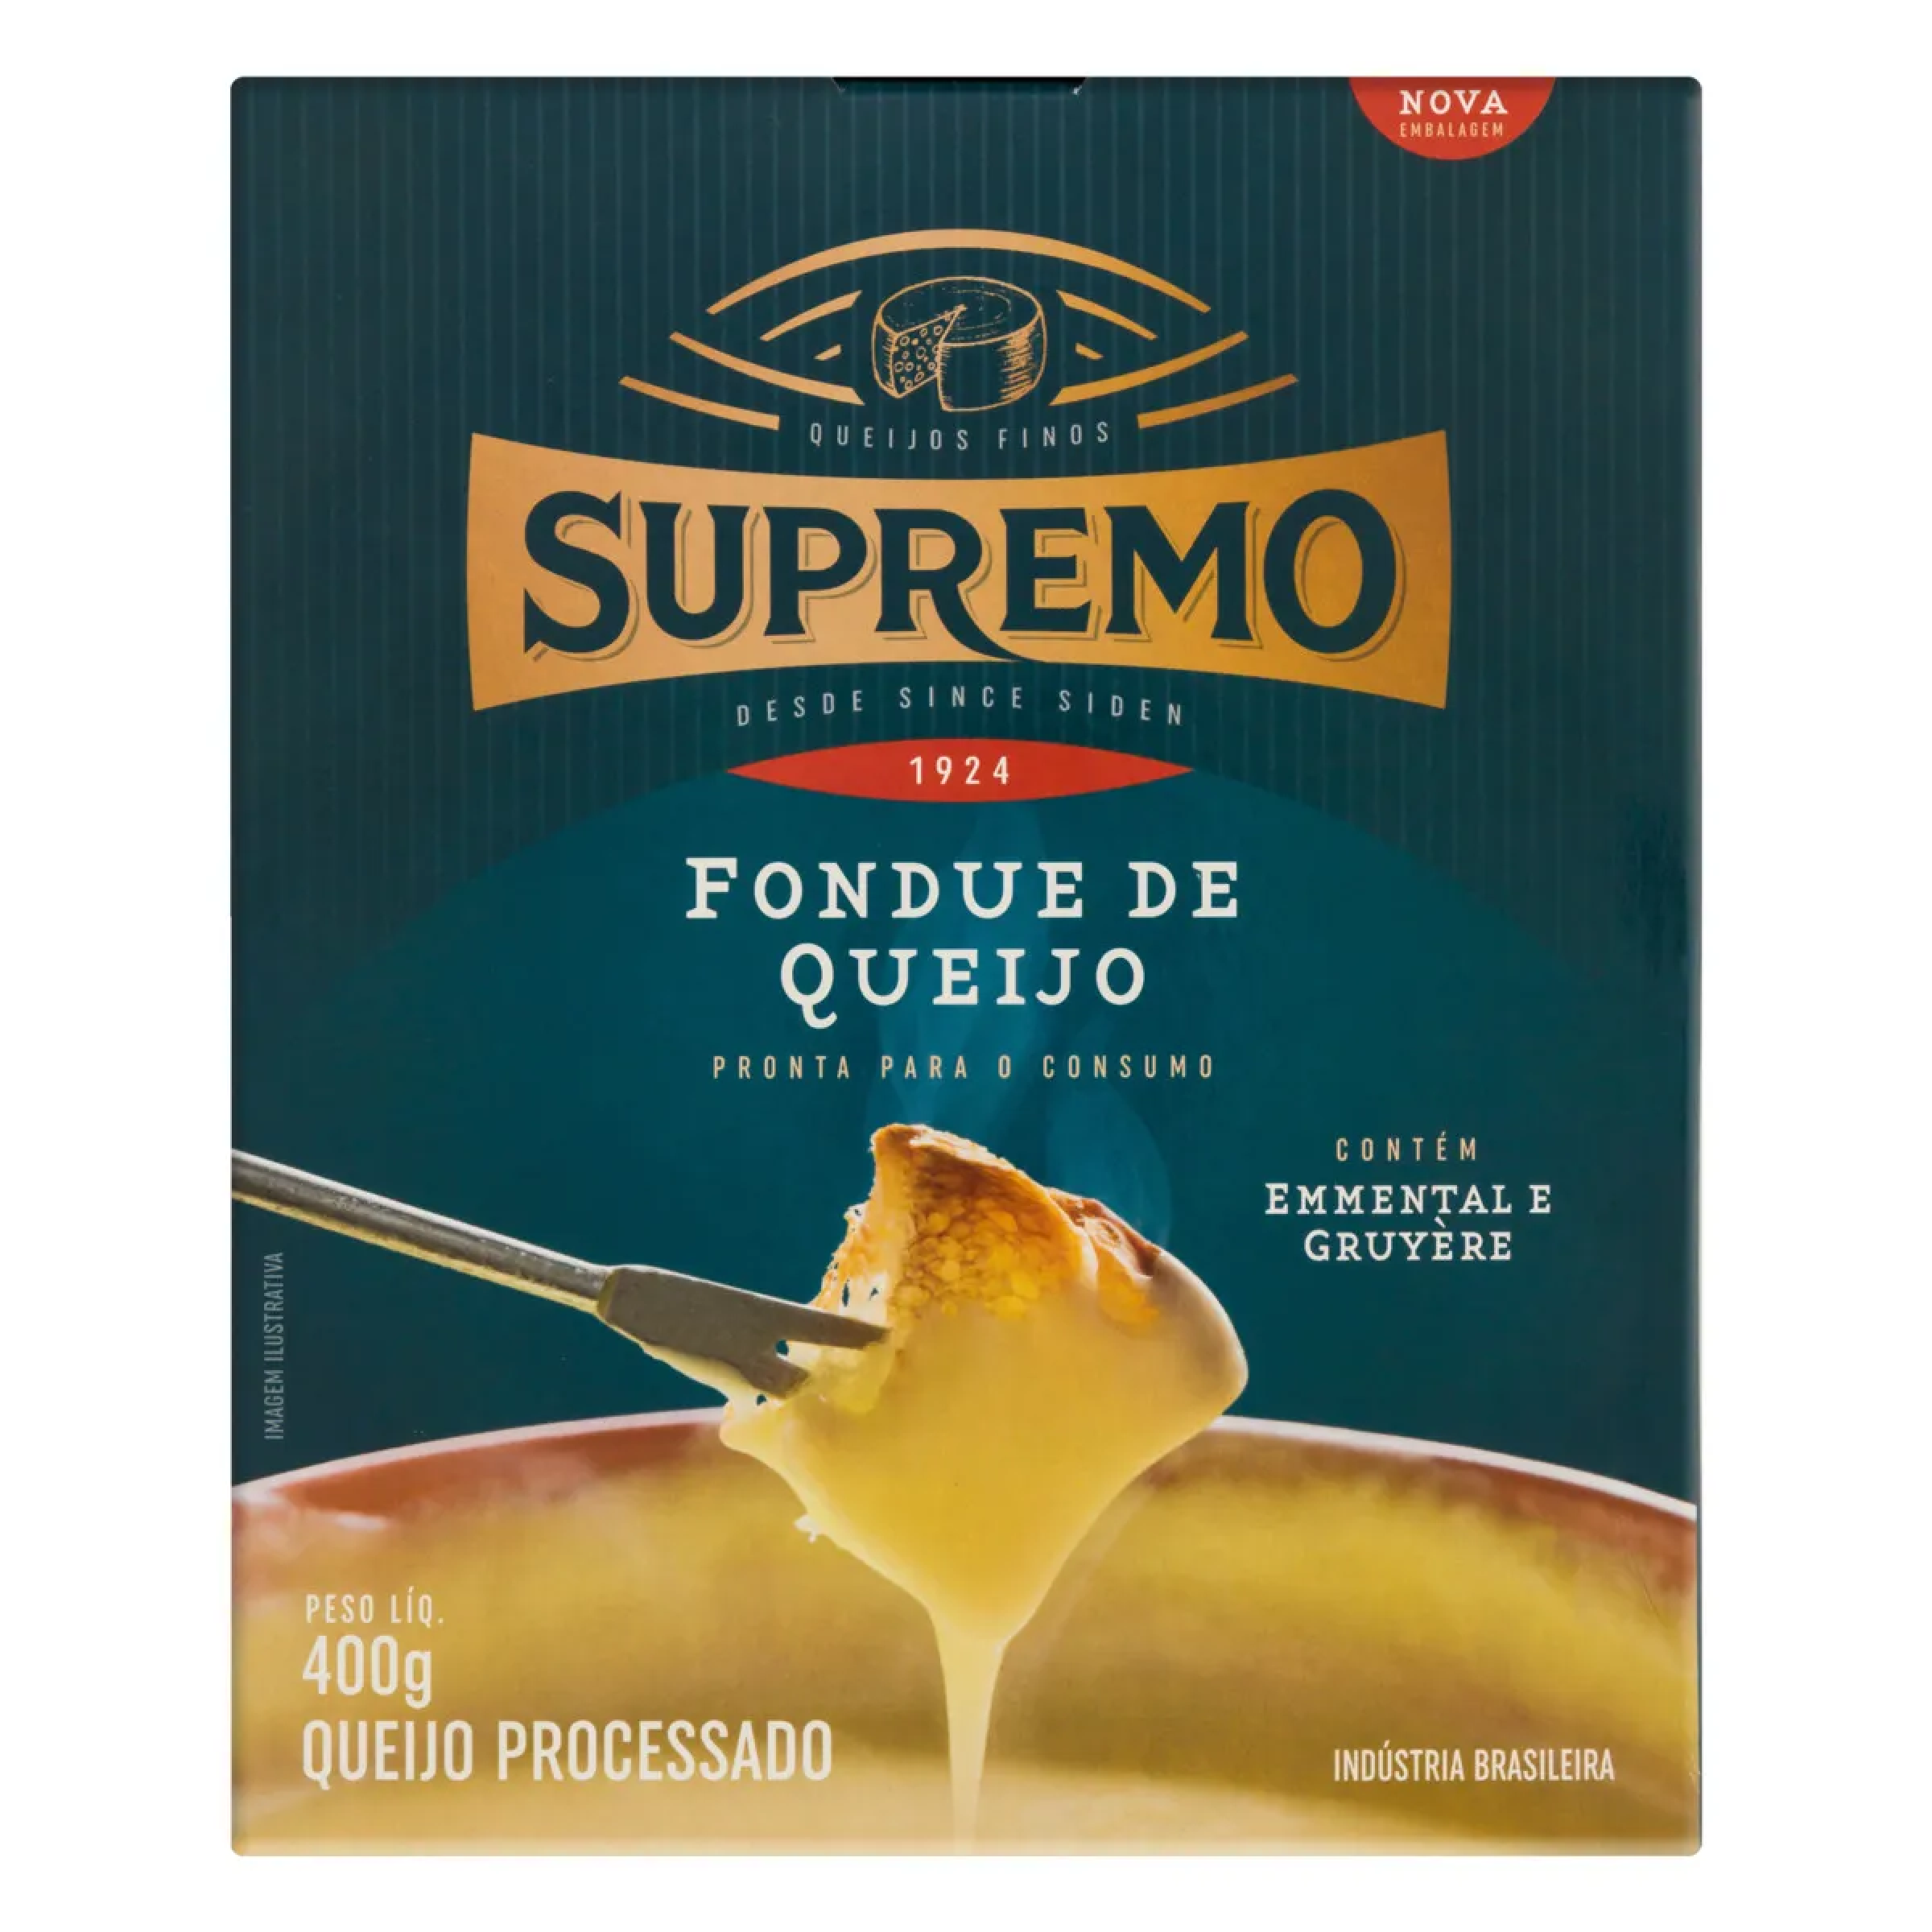 NOVA
EMBALAGEM
QUEIJOS FINOS
SUPREMO
DESDE SINCE SIDEN
1924
FONDUE DE
QUEIJO
PRONTA PARA O CONSUMO
CONTÉM
EMMENTAL E
GRUYÈRE
IMAGEM ILUSTRATIVA
PESO LÍQ.
400g
QUEIJO PROCESSADO
INDÚSTRIA BRASILEIRA